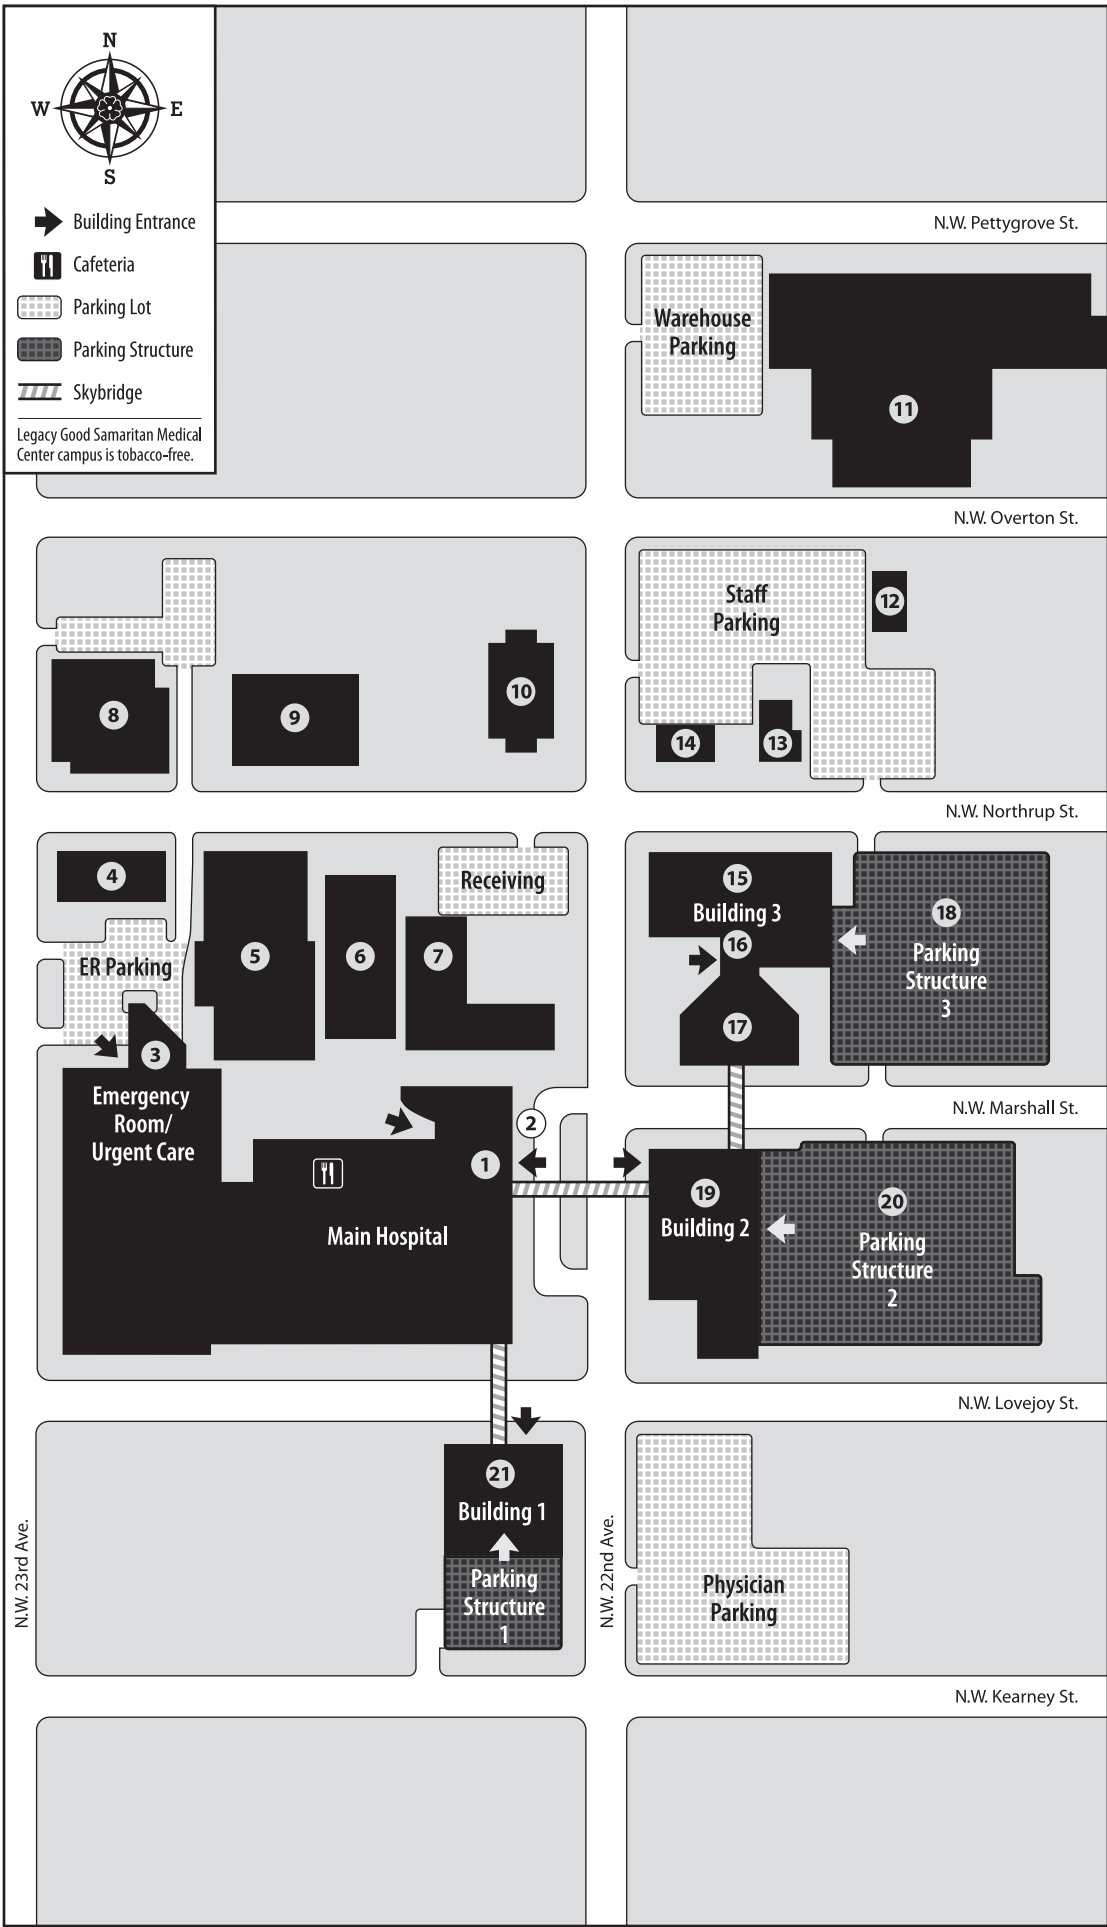 N
W
E
S
Building Entrance
Cafeteria
Parking Lot
Parking Structure
Skybridge
Legacy Good Samaritan Medical
Center campus is tobacco-free.
N.W. Pettygrove St.
Warehouse
Parking
11
N.W. Overton St.
Staff
Parking
12
8
9
10
14
13
N.W. Northrup St.
4
5
6
7
Receiving
ER Parking
3
Emergency
Room/
Urgent Care
15
Building 3
16
17
18
Parking
Structure
3
N.W. Marshall St.
2
1
Main Hospital
19
Building 2
20
Parking
Structure
2
N.W. Lovejoy St.
21
Building 1
Parking
Structure
1
N.W. 23rd Ave.
N.W. 22nd Ave.
Physician
Parking
N.W. Kearney St.